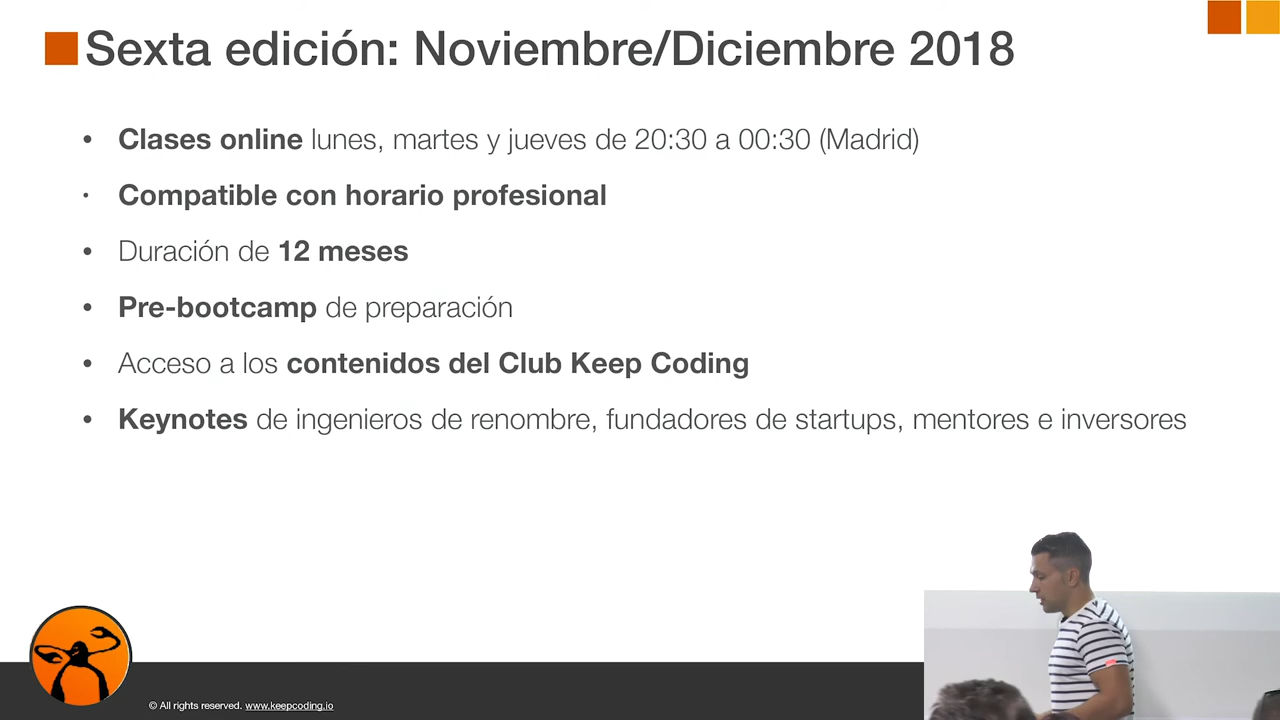 Sexta edición: Noviembre/Diciembre 2018
• Clases online lunes, martes y jueves de 20:30 a 00:30 (Madrid)
• Compatible con horario profesional
• Duración de 12 meses
• Pre-bootcamp de preparación
• Acceso a los contenidos del Club Keep Coding
• Keynotes de ingenieros de renombre, fundadores de startups, mentores e inversores
© All rights reserved. www.keepcoding.io